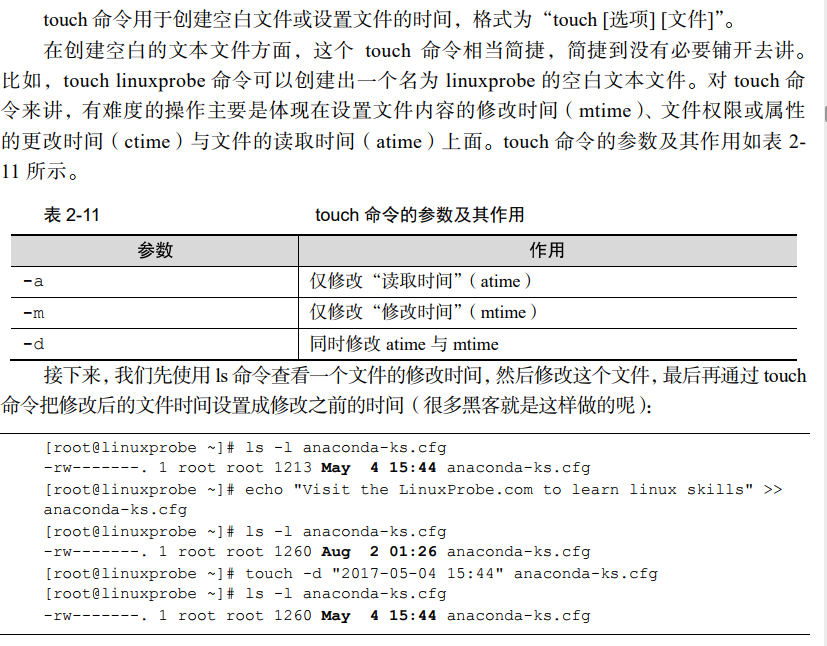 touch 命令用于创建空白文件或设置文件的时间，格式为“touch [选项] [文件]”。
在创建空白的文本文件方面，这个 touch 命令相当简捷，简捷到没有必要铺开去讲。
比如，touch linuxprobe 命令可以创建出一个名为 linuxprobe 的空白文本文件。对 touch 命
令来讲，有难度的操作主要是体现在设置文件内容的修改时间（mtime）、文件权限或属性
的更改时间（ctime）与文件的读取时间（atime）上面。touch 命令的参数及其作用如表 2-
11 所示。
表 2-11 touch 命令的参数及其作用
参数 作用
-a 仅修改“读取时间”（atime）
-m 仅修改“修改时间”（mtime）
-d 同时修改 atime 与 mtime
接下来，我们先使用 ls 命令查看一个文件的修改时间，然后修改这个文件，最后再通过 touch
命令把修改后的文件时间设置成修改之前的时间（很多黑客就是这样做的呢）：
[root@linuxprobe ~]# ls -l anaconda-ks.cfg
-rw-------. 1 root root 1213 May  4 15:44 anaconda-ks.cfg
[root@linuxprobe ~]# echo "Visit the LinuxProbe.com to learn linux skills" >>
anaconda-ks.cfg
[root@linuxprobe ~]# ls -l anaconda-ks.cfg
-rw-------. 1 root root 1260 Aug  2 01:26 anaconda-ks.cfg
[root@linuxprobe ~]# touch -d "2017-05-04 15:44" anaconda-ks.cfg
[root@linuxprobe ~]# ls -l anaconda-ks.cfg
-rw-------. 1 root root 1260 May  4 15:44 anaconda-ks.cfg